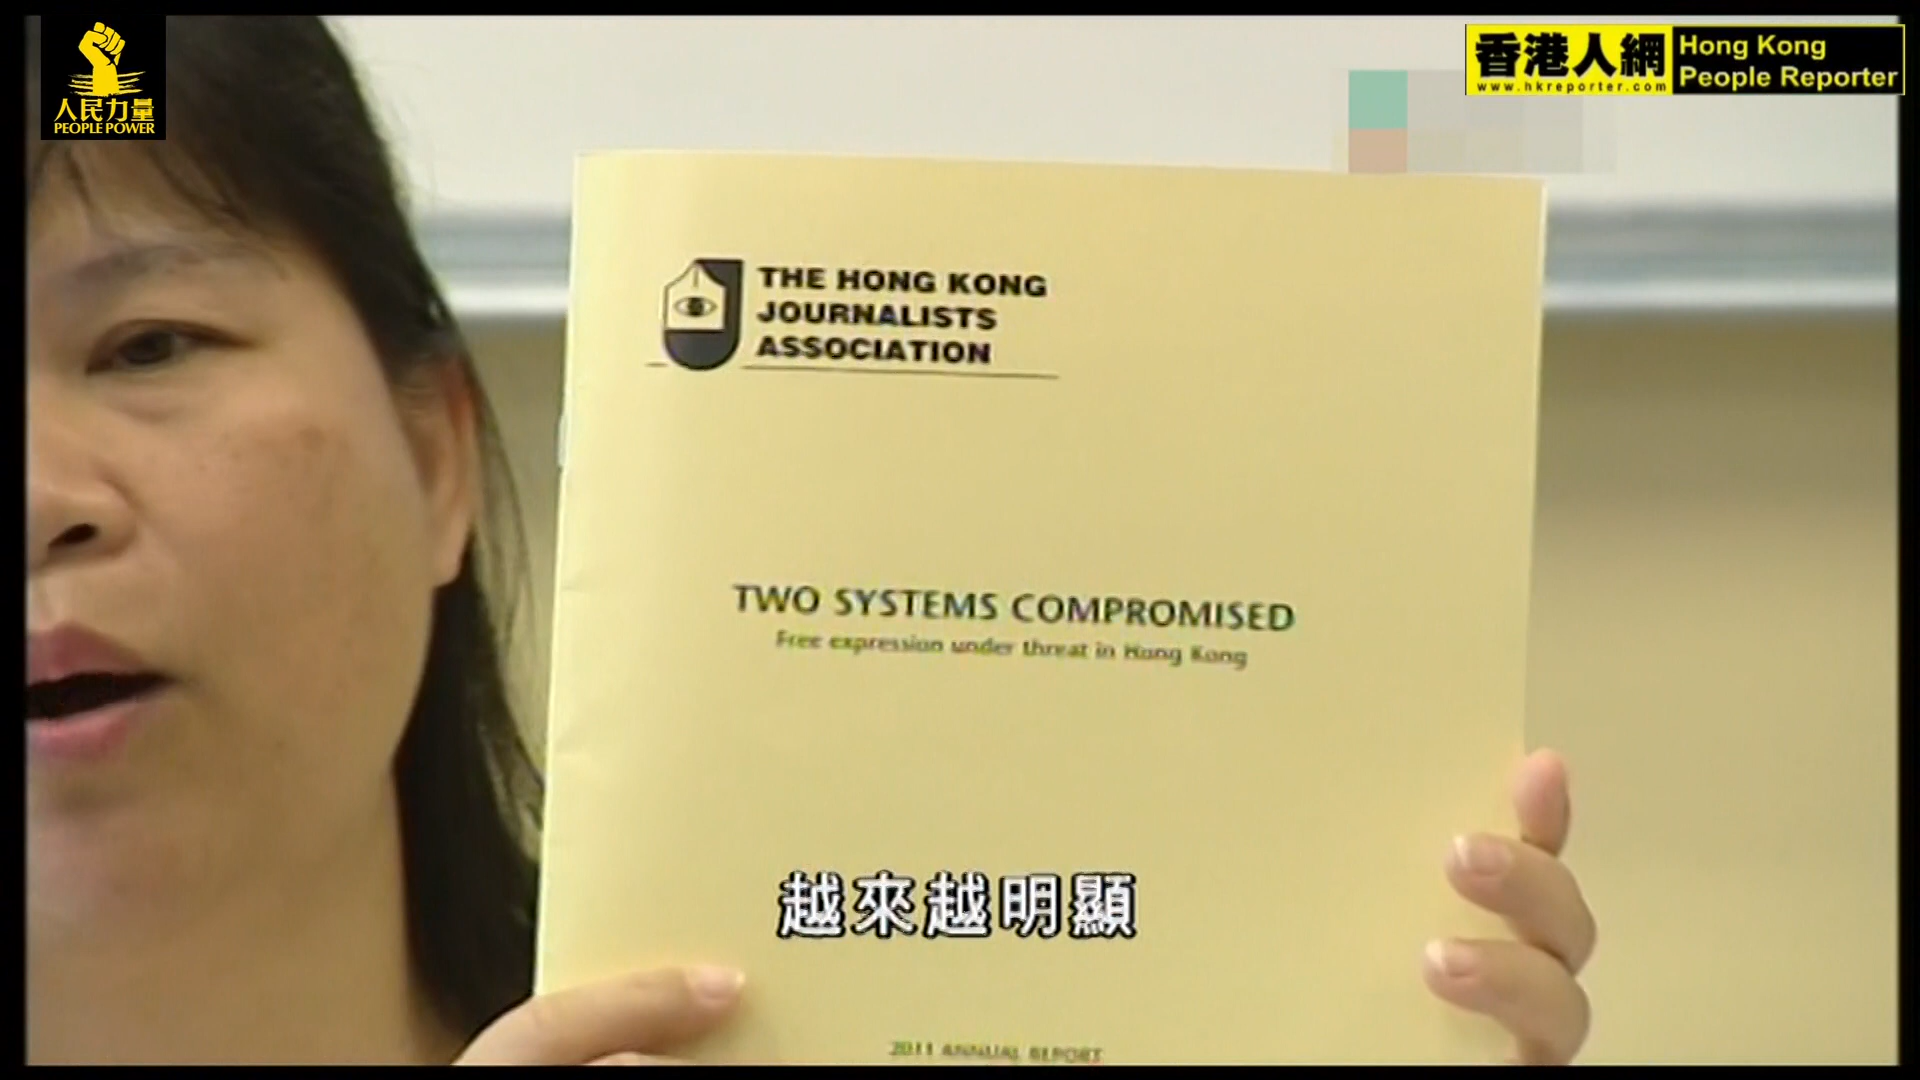 人民力量
PEOPLE POWER
香港人網
www.hkreporter.com
Hong Kong
People Reporter
THE HONG KONG
JOURNALISTS
ASSOCIATION
TWO SYSTEMS COMPROMISED
Free expression under threat in Hong Kong
越來越明顯
2011 ANNUAL REPORT